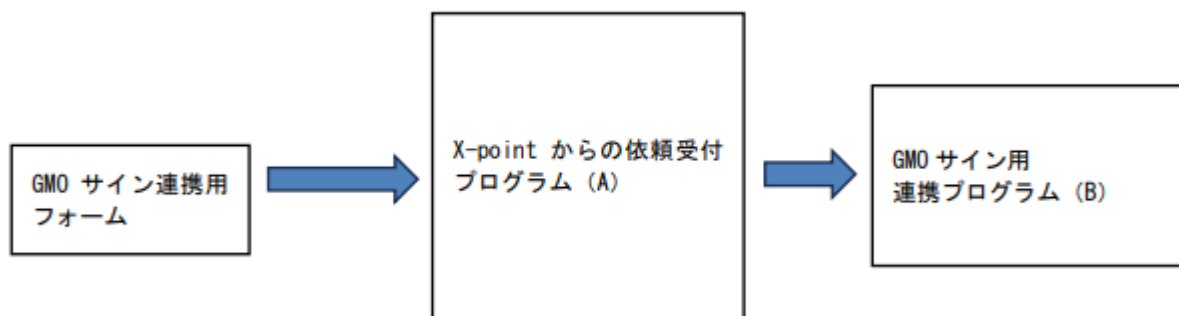 GMO サイン連携用
フォーム
X-point からの依頼受付
プログラム（A）
GMO サイン用
連携プログラム（B）